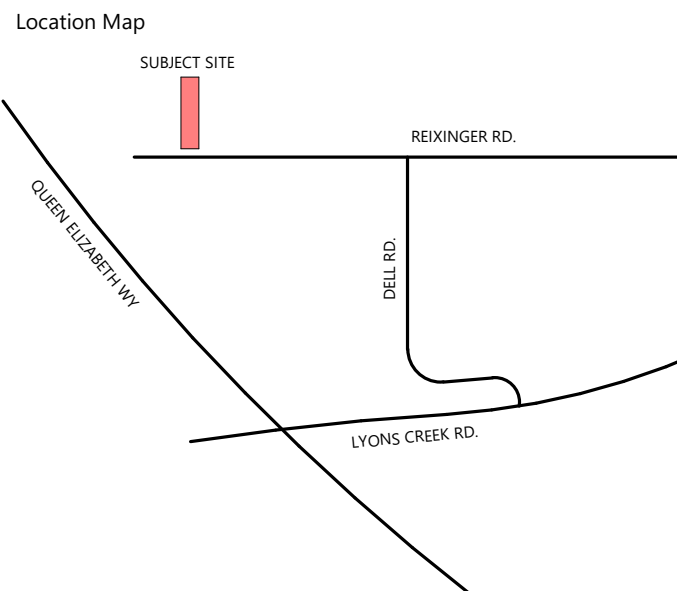 Location Map
SUBJECT SITE
REIXINGER RD.
QUEEN ELIZABETH WY
DELL RD.
LYONS CREEK RD.